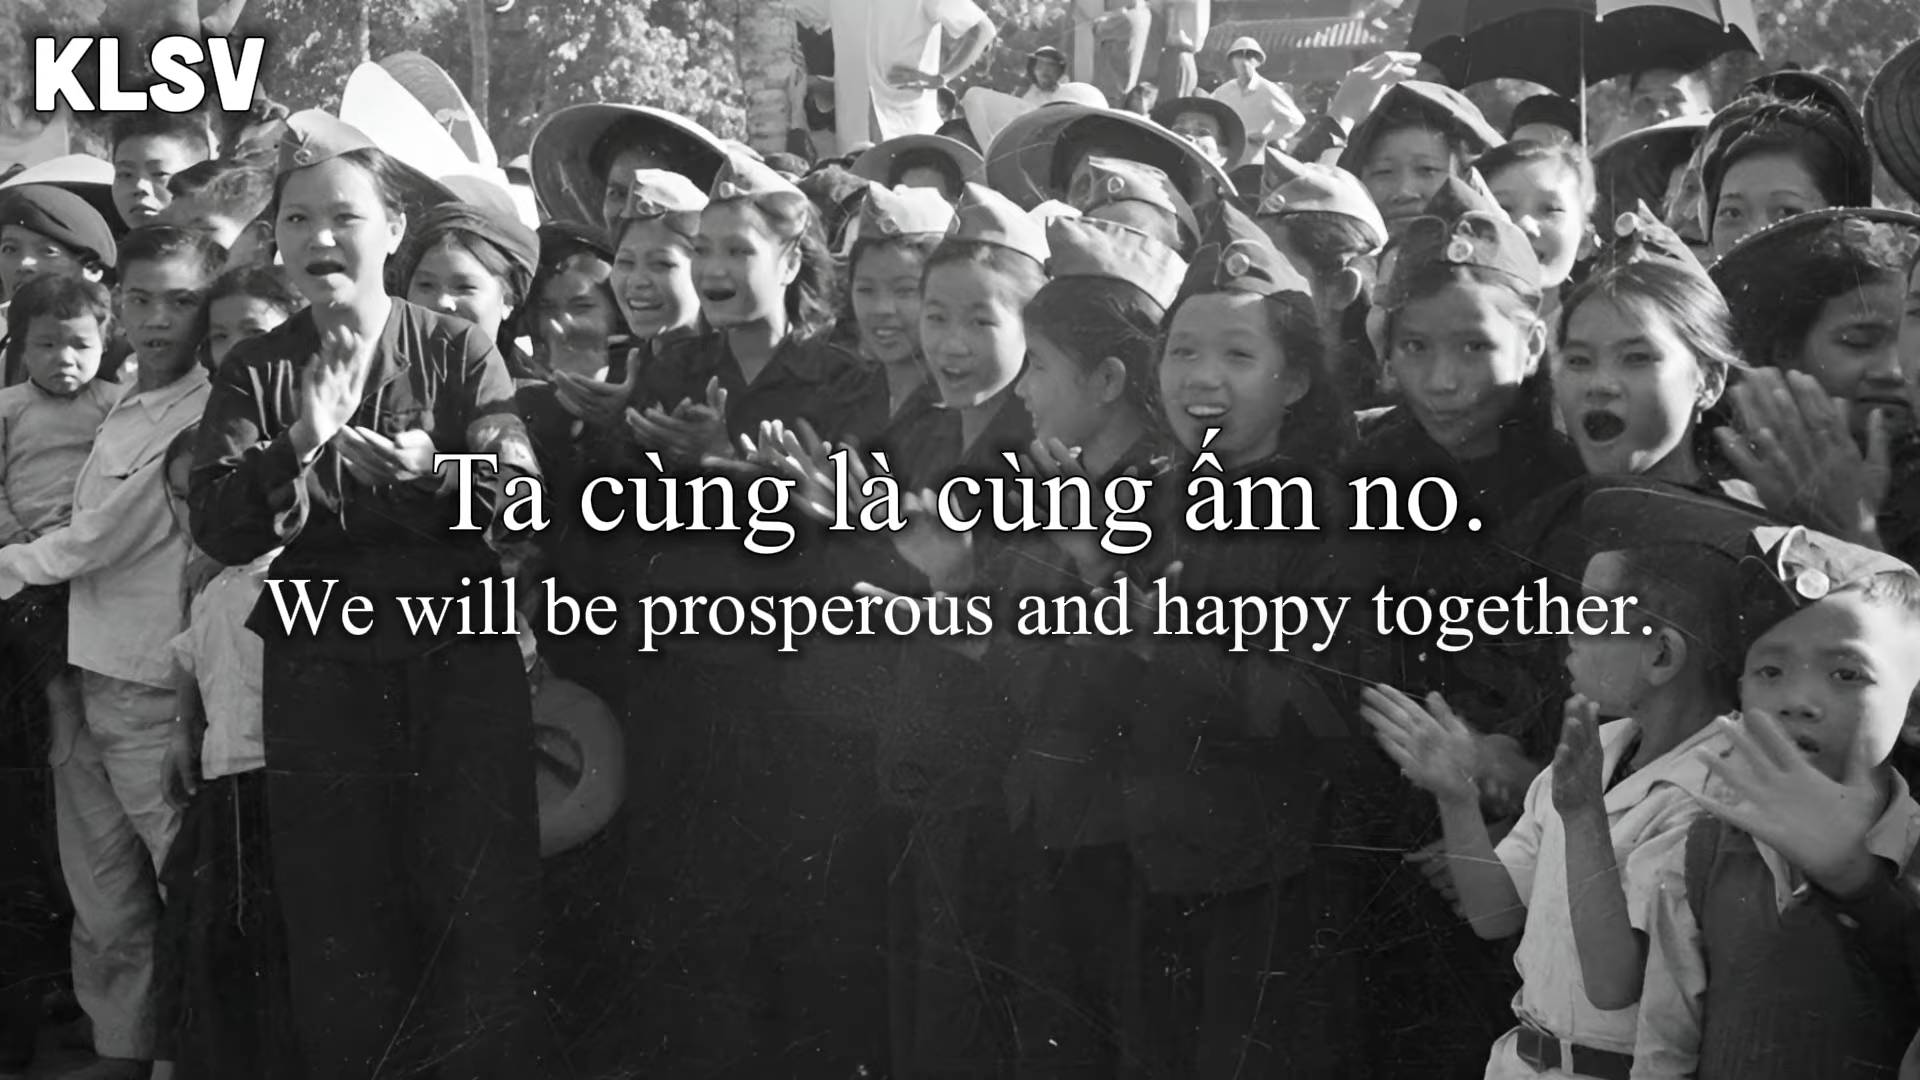 KLSV
Ta cùng là cùng ấm no.
We will be prosperous and happy together.